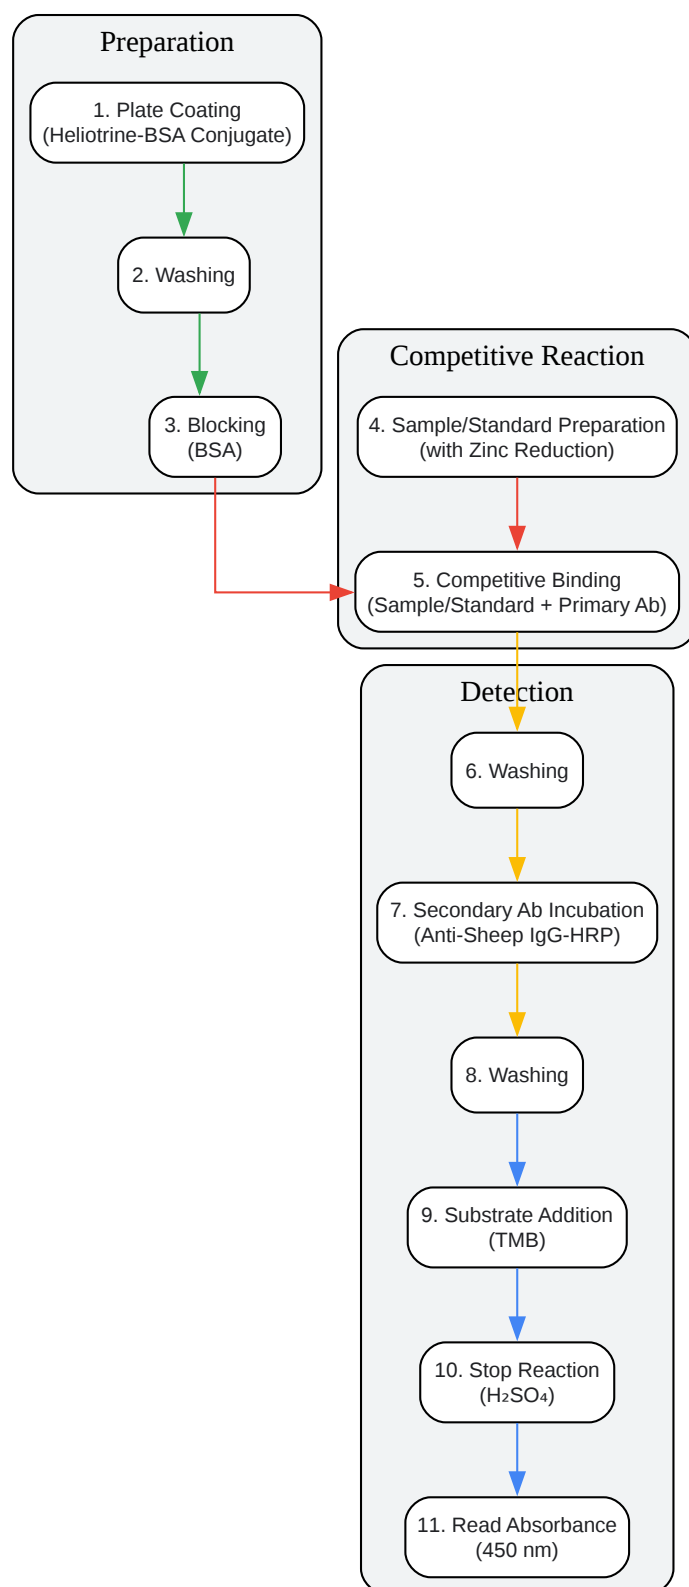 Preparation
1. Plate Coating
(Heliotrine-BSA Conjugate)
2. Washing
3. Blocking
(BSA)
Competitive Reaction
4. Sample/Standard Preparation
(with Zinc Reduction)
5. Competitive Binding
(Sample/Standard + Primary Ab)
Detection
6. Washing
7. Secondary Ab Incubation
(Anti-Sheep IgG-HRP)
8. Washing
9. Substrate Addition
(TMB)
10. Stop Reaction
(H₂SO₄)
11. Read Absorbance
(450 nm)